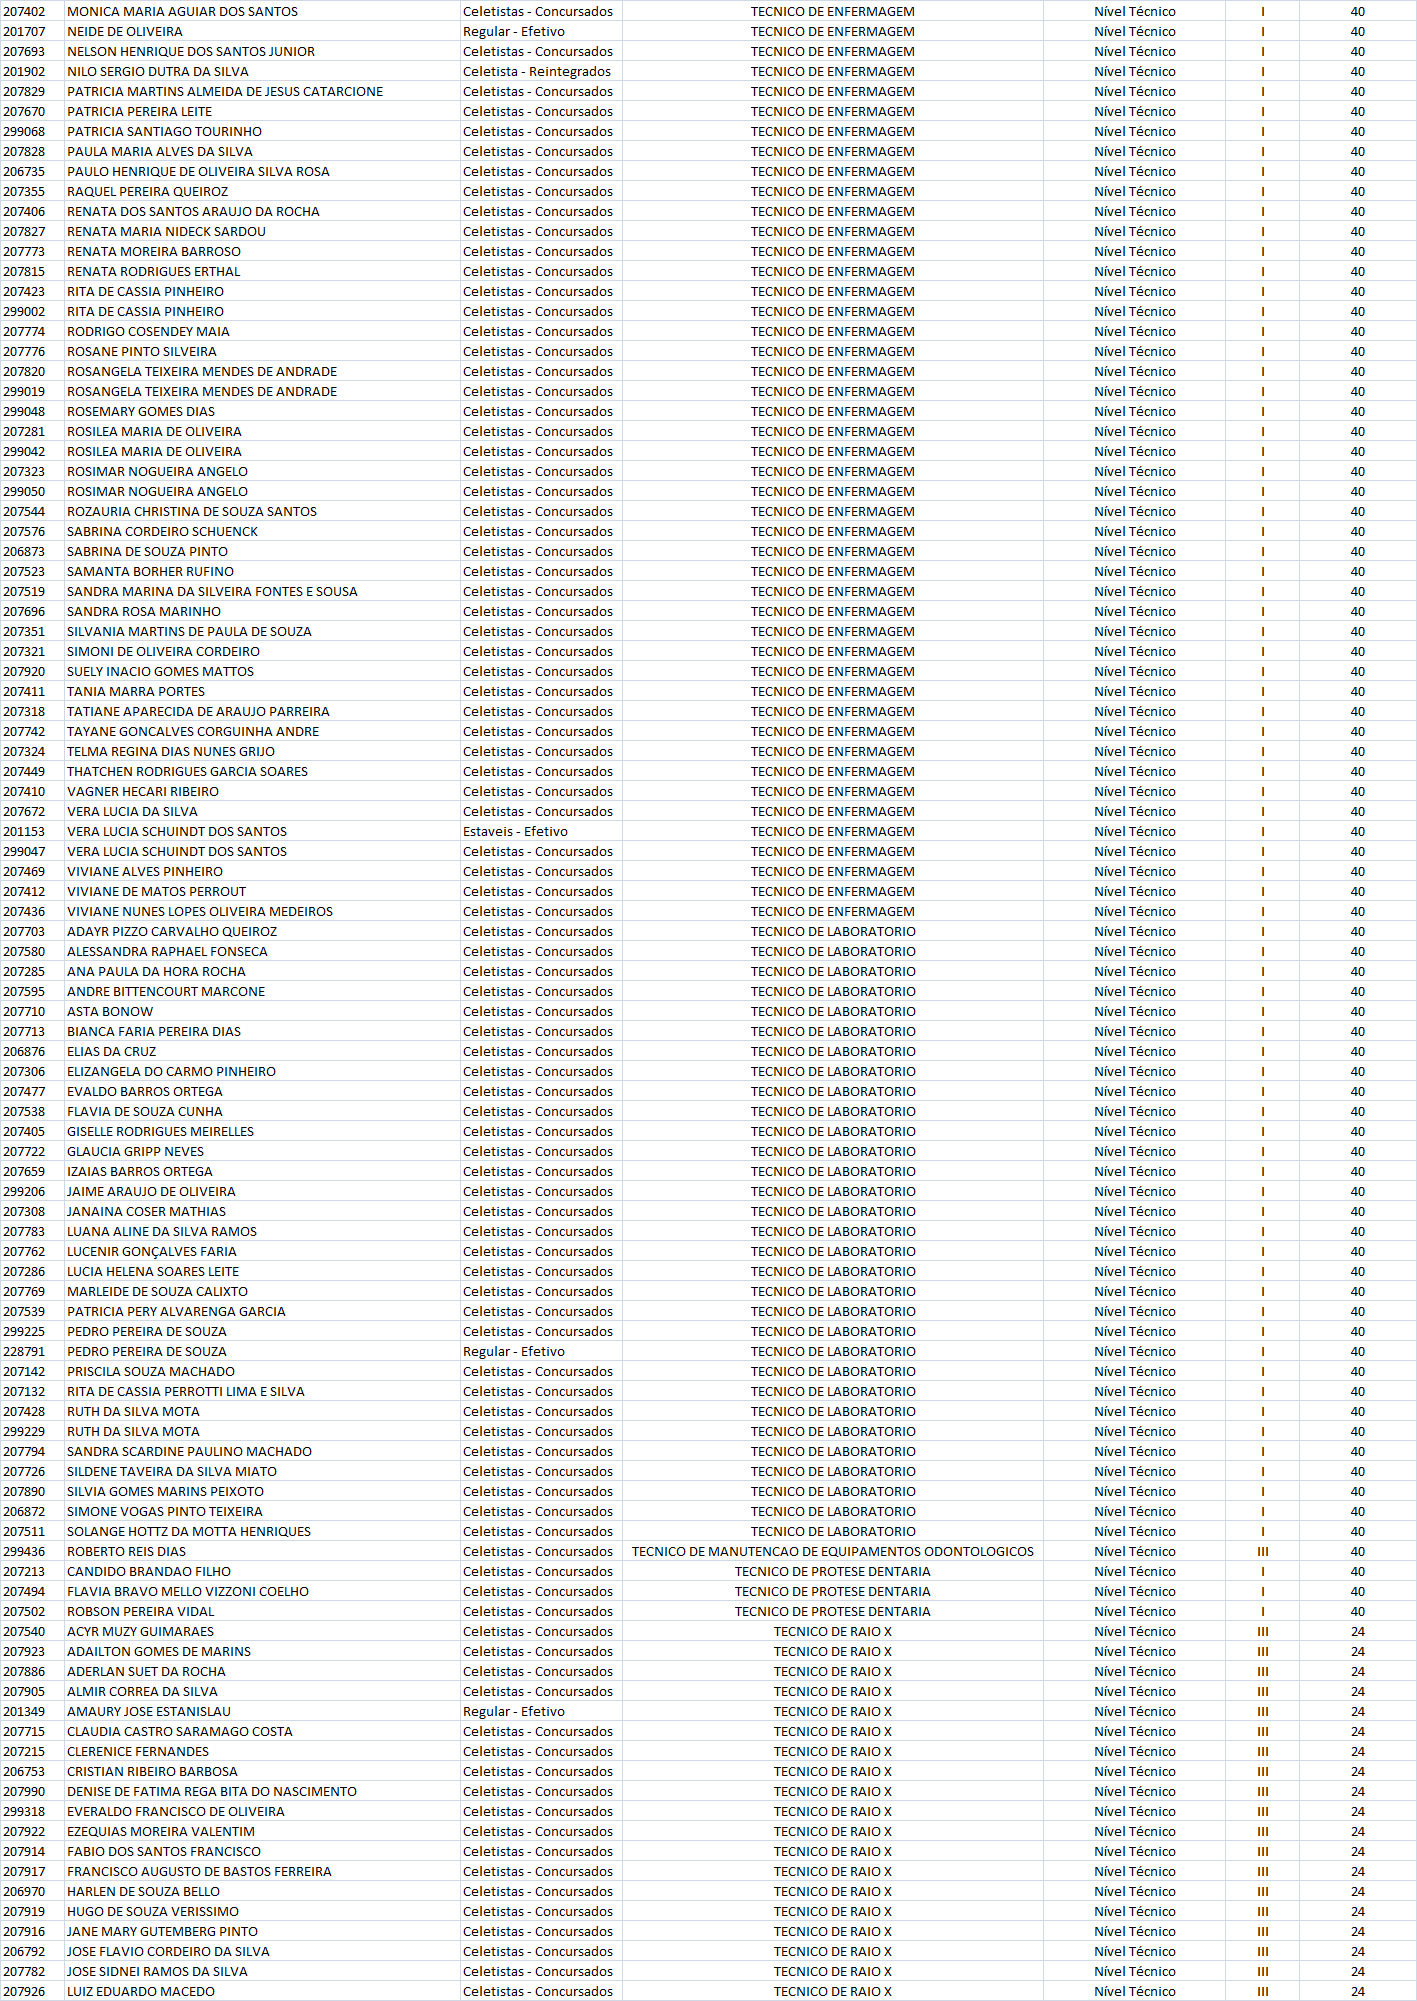 207402 MONICA MARIA AGUIAR DOS SANTOS Celetistas - Concursados TECNICO DE ENFERMAGEM Nível Técnico I 40
201707 NEIDE DE OLIVEIRA Regular - Efetivo TECNICO DE ENFERMAGEM Nível Técnico I 40
207693 NELSON HENRIQUE DOS SANTOS JUNIOR Celetistas - Concursados TECNICO DE ENFERMAGEM Nível Técnico I 40
201902 NILO SERGIO DUTRA DA SILVA Celetista - Reintegrados TECNICO DE ENFERMAGEM Nível Técnico I 40
207829 PATRICIA MARTINS ALMEIDA DE JESUS CATARCIONE Celetistas - Concursados TECNICO DE ENFERMAGEM Nível Técnico I 40
207670 PATRICIA PEREIRA LEITE Celetistas - Concursados TECNICO DE ENFERMAGEM Nível Técnico I 40
299068 PATRICIA SANTIAGO TOURINHO Celetistas - Concursados TECNICO DE ENFERMAGEM Nível Técnico I 40
207828 PAULA MARIA ALVES DA SILVA Celetistas - Concursados TECNICO DE ENFERMAGEM Nível Técnico I 40
206735 PAULO HENRIQUE DE OLIVEIRA SILVA ROSA Celetistas - Concursados TECNICO DE ENFERMAGEM Nível Técnico I 40
207355 RAQUEL PEREIRA QUEIROZ Celetistas - Concursados TECNICO DE ENFERMAGEM Nível Técnico I 40
207406 RENATA DOS SANTOS ARAUJO DA ROCHA Celetistas - Concursados TECNICO DE ENFERMAGEM Nível Técnico I 40
207827 RENATA MARIA NIDECK SARDOU Celetistas - Concursados TECNICO DE ENFERMAGEM Nível Técnico I 40
207773 RENATA MOREIRA BARROSO Celetistas - Concursados TECNICO DE ENFERMAGEM Nível Técnico I 40
207815 RENATA RODRIGUES ERTHAL Celetistas - Concursados TECNICO DE ENFERMAGEM Nível Técnico I 40
207423 RITA DE CASSIA PINHEIRO Celetistas - Concursados TECNICO DE ENFERMAGEM Nível Técnico I 40
299002 RITA DE CASSIA PINHEIRO Celetistas - Concursados TECNICO DE ENFERMAGEM Nível Técnico I 40
207774 RODRIGO COSENDEY MAIA Celetistas - Concursados TECNICO DE ENFERMAGEM Nível Técnico I 40
207776 ROSANE PINTO SILVEIRA Celetistas - Concursados TECNICO DE ENFERMAGEM Nível Técnico I 40
207820 ROSANGELA TEIXEIRA MENDES DE ANDRADE Celetistas - Concursados TECNICO DE ENFERMAGEM Nível Técnico I 40
299019 ROSANGELA TEIXEIRA MENDES DE ANDRADE Celetistas - Concursados TECNICO DE ENFERMAGEM Nível Técnico I 40
299048 ROSEMARY GOMES DIAS Celetistas - Concursados TECNICO DE ENFERMAGEM Nível Técnico I 40
207281 ROSILEA MARIA DE OLIVEIRA Celetistas - Concursados TECNICO DE ENFERMAGEM Nível Técnico I 40
299042 ROSILEA MARIA DE OLIVEIRA Celetistas - Concursados TECNICO DE ENFERMAGEM Nível Técnico I 40
207323 ROSIMAR NOGUEIRA ANGELO Celetistas - Concursados TECNICO DE ENFERMAGEM Nível Técnico I 40
299050 ROSIMAR NOGUEIRA ANGELO Celetistas - Concursados TECNICO DE ENFERMAGEM Nível Técnico I 40
207544 ROZAURIA CHRISTINA DE SOUZA SANTOS Celetistas - Concursados TECNICO DE ENFERMAGEM Nível Técnico I 40
207576 SABRINA CORDEIRO SCHUENCK Celetistas - Concursados TECNICO DE ENFERMAGEM Nível Técnico I 40
206873 SABRINA DE SOUZA PINTO Celetistas - Concursados TECNICO DE ENFERMAGEM Nível Técnico I 40
207523 SAMANTA BORHER RUFINO Celetistas - Concursados TECNICO DE ENFERMAGEM Nível Técnico I 40
207519 SANDRA MARINA DA SILVEIRA FONTES E SOUSA Celetistas - Concursados TECNICO DE ENFERMAGEM Nível Técnico I 40
207696 SANDRA ROSA MARINHO Celetistas - Concursados TECNICO DE ENFERMAGEM Nível Técnico I 40
207351 SILVANIA MARTINS DE PAULA DE SOUZA Celetistas - Concursados TECNICO DE ENFERMAGEM Nível Técnico I 40
207321 SIMONI DE OLIVEIRA CORDEIRO Celetistas - Concursados TECNICO DE ENFERMAGEM Nível Técnico I 40
207920 SUELY INACIO GOMES MATTOS Celetistas - Concursados TECNICO DE ENFERMAGEM Nível Técnico I 40
207411 TANIA MARRA PORTES Celetistas - Concursados TECNICO DE ENFERMAGEM Nível Técnico I 40
207318 TATIANE APARECIDA DE ARAUJO PARREIRA Celetistas - Concursados TECNICO DE ENFERMAGEM Nível Técnico I 40
207742 TAYANE GONCALVES CORGUINHA ANDRE Celetistas - Concursados TECNICO DE ENFERMAGEM Nível Técnico I 40
207324 TELMA REGINA DIAS NUNES GRIJO Celetistas - Concursados TECNICO DE ENFERMAGEM Nível Técnico I 40
207449 THATCHEN RODRIGUES GARCIA SOARES Celetistas - Concursados TECNICO DE ENFERMAGEM Nível Técnico I 40
207410 VAGNER HECARI RIBEIRO Celetistas - Concursados TECNICO DE ENFERMAGEM Nível Técnico I 40
207672 VERA LUCIA DA SILVA Celetistas - Concursados TECNICO DE ENFERMAGEM Nível Técnico I 40
201153 VERA LUCIA SCHUINDT DOS SANTOS Estaveis - Efetivo TECNICO DE ENFERMAGEM Nível Técnico I 40
299047 VERA LUCIA SCHUINDT DOS SANTOS Celetistas - Concursados TECNICO DE ENFERMAGEM Nível Técnico I 40
207469 VIVIANE ALVES PINHEIRO Celetistas - Concursados TECNICO DE ENFERMAGEM Nível Técnico I 40
207412 VIVIANE DE MATOS PERROUT Celetistas - Concursados TECNICO DE ENFERMAGEM Nível Técnico I 40
207436 VIVIANE NUNES LOPES OLIVEIRA MEDEIROS Celetistas - Concursados TECNICO DE ENFERMAGEM Nível Técnico I 40
207703 ADAYR PIZZO CARVALHO QUEIROZ Celetistas - Concursados TECNICO DE LABORATORIO Nível Técnico I 40
207580 ALESSANDRA RAPHAEL FONSECA Celetistas - Concursados TECNICO DE LABORATORIO Nível Técnico I 40
207285 ANA PAULA DA HORA ROCHA Celetistas - Concursados TECNICO DE LABORATORIO Nível Técnico I 40
207595 ANDRE BITTENCOURT MARCONE Celetistas - Concursados TECNICO DE LABORATORIO Nível Técnico I 40
207710 ASTA BONOW Celetistas - Concursados TECNICO DE LABORATORIO Nível Técnico I 40
207713 BIANCA FARIA PEREIRA DIAS Celetistas - Concursados TECNICO DE LABORATORIO Nível Técnico I 40
206876 ELIAS DA CRUZ Celetistas - Concursados TECNICO DE LABORATORIO Nível Técnico I 40
207306 ELIZANGELA DO CARMO PINHEIRO Celetistas - Concursados TECNICO DE LABORATORIO Nível Técnico I 40
207477 EVALDO BARROS ORTEGA Celetistas - Concursados TECNICO DE LABORATORIO Nível Técnico I 40
207538 FLAVIA DE SOUZA CUNHA Celetistas - Concursados TECNICO DE LABORATORIO Nível Técnico I 40
207405 GISELLE RODRIGUES MEIRELLES Celetistas - Concursados TECNICO DE LABORATORIO Nível Técnico I 40
207722 GLAUCIA GRIPP NEVES Celetistas - Concursados TECNICO DE LABORATORIO Nível Técnico I 40
207659 IZAIAS BARROS ORTEGA Celetistas - Concursados TECNICO DE LABORATORIO Nível Técnico I 40
299206 JAIME ARAUJO DE OLIVEIRA Celetistas - Concursados TECNICO DE LABORATORIO Nível Técnico I 40
207308 JANAINA COSER MATHIAS Celetistas - Concursados TECNICO DE LABORATORIO Nível Técnico I 40
207783 LUANA ALINE DA SILVA RAMOS Celetistas - Concursados TECNICO DE LABORATORIO Nível Técnico I 40
207762 LUCENIR GONÇALVES FARIA Celetistas - Concursados TECNICO DE LABORATORIO Nível Técnico I 40
207286 LUCIA HELENA SOARES LEITE Celetistas - Concursados TECNICO DE LABORATORIO Nível Técnico I 40
207769 MARLEIDE DE SOUZA CALIXTO Celetistas - Concursados TECNICO DE LABORATORIO Nível Técnico I 40
207539 PATRICIA PERY ALVARENGA GARCIA Celetistas - Concursados TECNICO DE LABORATORIO Nível Técnico I 40
299225 PEDRO PEREIRA DE SOUZA Celetistas - Concursados TECNICO DE LABORATORIO Nível Técnico I 40
228791 PEDRO PEREIRA DE SOUZA Regular - Efetivo TECNICO DE LABORATORIO Nível Técnico I 40
207142 PRISCILA SOUZA MACHADO Celetistas - Concursados TECNICO DE LABORATORIO Nível Técnico I 40
207132 RITA DE CASSIA PERROTTI LIMA E SILVA Celetistas - Concursados TECNICO DE LABORATORIO Nível Técnico I 40
207428 RUTH DA SILVA MOTA Celetistas - Concursados TECNICO DE LABORATORIO Nível Técnico I 40
299229 RUTH DA SILVA MOTA Celetistas - Concursados TECNICO DE LABORATORIO Nível Técnico I 40
207794 SANDRA SCARDINE PAULINO MACHADO Celetistas - Concursados TECNICO DE LABORATORIO Nível Técnico I 40
207726 SILDENE TAVEIRA DA SILVA MIATO Celetistas - Concursados TECNICO DE LABORATORIO Nível Técnico I 40
207890 SILVIA GOMES MARINS PEIXOTO Celetistas - Concursados TECNICO DE LABORATORIO Nível Técnico I 40
206872 SIMONE VOGAS PINTO TEIXEIRA Celetistas - Concursados TECNICO DE LABORATORIO Nível Técnico I 40
207511 SOLANGE HOTTZ DA MOTTA HENRIQUES Celetistas - Concursados TECNICO DE LABORATORIO Nível Técnico I 40
299436 ROBERTO REIS DIAS Celetistas - Concursados TECNICO DE MANUTENCAO DE EQUIPAMENTOS ODONTOLOGICOS Nível Técnico III 40
207213 CANDIDO BRANDAO FILHO Celetistas - Concursados TECNICO DE PROTESE DENTARIA Nível Técnico I 40
207494 FLAVIA BRAVO MELLO VIZZONI COELHO Celetistas - Concursados TECNICO DE PROTESE DENTARIA Nível Técnico I 40
207502 ROBSON PEREIRA VIDAL Celetistas - Concursados TECNICO DE PROTESE DENTARIA Nível Técnico I 40
207540 ACYR MUZY GUIMARAES Celetistas - Concursados TECNICO DE RAIO X Nível Técnico III 24
207923 ADAILTON GOMES DE MARINS Celetistas - Concursados TECNICO DE RAIO X Nível Técnico III 24
207886 ADERLAN SUET DA ROCHA Celetistas - Concursados TECNICO DE RAIO X Nível Técnico III 24
207905 ALMIR CORREA DA SILVA Celetistas - Concursados TECNICO DE RAIO X Nível Técnico III 24
201349 AMAURY JOSE ESTANISLAU Regular - Efetivo TECNICO DE RAIO X Nível Técnico III 24
207715 CLAUDIA CASTRO SARAMAGO COSTA Celetistas - Concursados TECNICO DE RAIO X Nível Técnico III 24
207215 CLERENICE FERNANDES Celetistas - Concursados TECNICO DE RAIO X Nível Técnico III 24
206753 CRISTIAN RIBEIRO BARBOSA Celetistas - Concursados TECNICO DE RAIO X Nível Técnico III 24
207990 DENISE DE FATIMA REGA BITA DO NASCIMENTO Celetistas - Concursados TECNICO DE RAIO X Nível Técnico III 24
299318 EVERALDO FRANCISCO DE OLIVEIRA Celetistas - Concursados TECNICO DE RAIO X Nível Técnico III 24
207922 EZEQUIAS MOREIRA VALENTIM Celetistas - Concursados TECNICO DE RAIO X Nível Técnico III 24
207914 FABIO DOS SANTOS FRANCISCO Celetistas - Concursados TECNICO DE RAIO X Nível Técnico III 24
207917 FRANCISCO AUGUSTO DE BASTOS FERREIRA Celetistas - Concursados TECNICO DE RAIO X Nível Técnico III 24
206970 HARLEN DE SOUZA BELLO Celetistas - Concursados TECNICO DE RAIO X Nível Técnico III 24
207919 HUGO DE SOUZA VERISSIMO Celetistas - Concursados TECNICO DE RAIO X Nível Técnico III 24
207916 JANE MARY GUTEMBERG PINTO Celetistas - Concursados TECNICO DE RAIO X Nível Técnico III 24
206792 JOSE FLAVIO CORDEIRO DA SILVA Celetistas - Concursados TECNICO DE RAIO X Nível Técnico III 24
207782 JOSE SIDNEI RAMOS DA SILVA Celetistas - Concursados TECNICO DE RAIO X Nível Técnico III 24
207926 LUIZ EDUARDO MACEDO Celetistas - Concursados TECNICO DE RAIO X Nível Técnico III 24